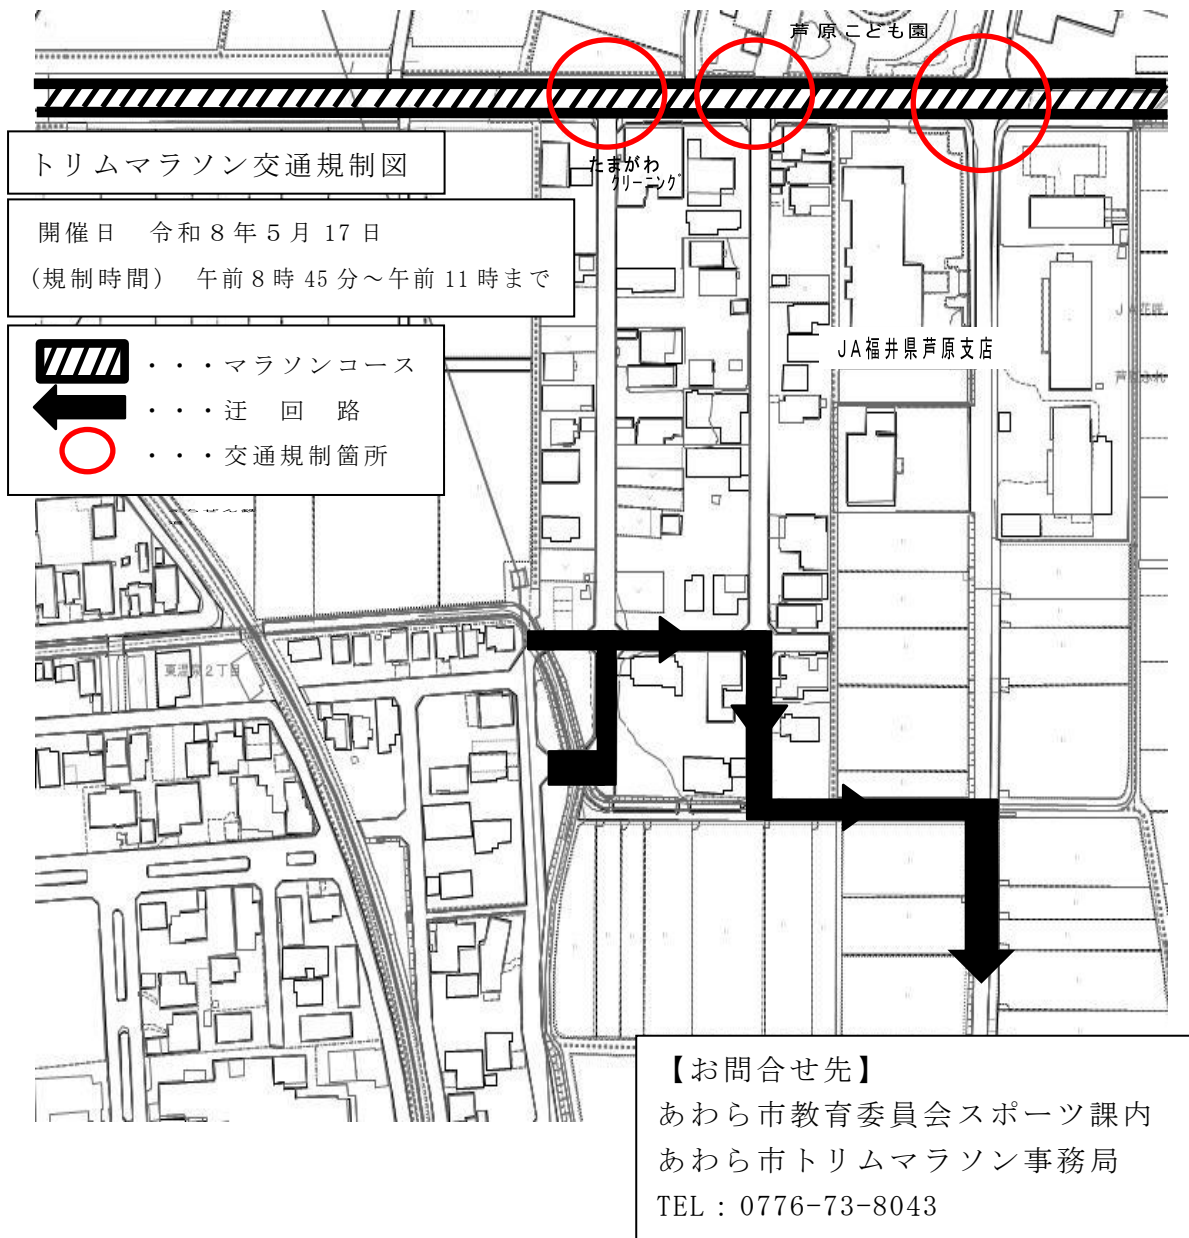 芦原こども園
トリムマラソン交通規制図
たまがわ
クリーニング
開催日 令和8年5月17日
(規制時間) 午前8時45分～午前11時まで
JA福井県芦原支店
・・・マラソンコース
・・・迂 回 路
・・・交通規制箇所
東温泉2丁目
【お問合せ先】
あわら市教育委員会スポーツ課内
あわら市トリムマラソン事務局
TEL：0776-73-8043